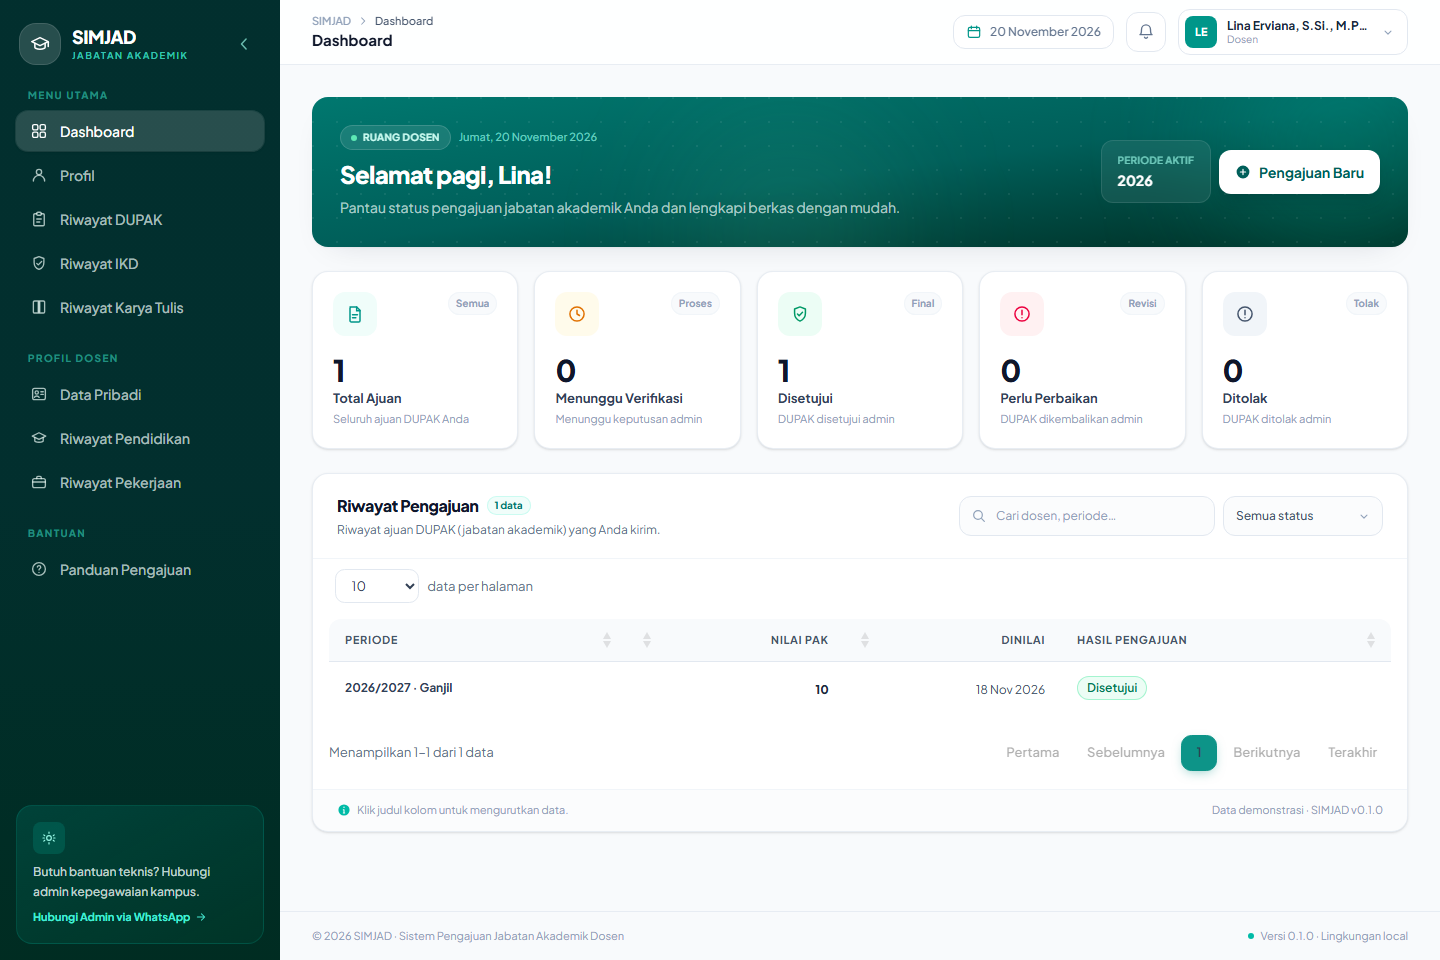 SIMJAD
JABATAN AKADEMIK
MENU UTAMA
Dashboard
Profil
Riwayat DUPAK
Riwayat IKD
Riwayat Karya Tulis
PROFIL DOSEN
Data Pribadi
Riwayat Pendidikan
Riwayat Pekerjaan
BANTUAN
Panduan Pengajuan
Butuh bantuan teknis? Hubungi
admin kepegawaian kampus.
Hubungi Admin via WhatsApp →
SIMJAD > Dashboard
Dashboard
20 November 2026
LE
Lina Erviana, S.Si., M.P...
Dosen
RUANG DOSEN
Jumat, 20 November 2026
Selamat pagi, Lina!
Pantau status pengajuan jabatan akademik Anda dan lengkapi berkas dengan mudah.
PERIODE AKTIF
2026
Pengajuan Baru
Semua
1
Total Ajuan
Seluruh ajuan DUPAK Anda
Proses
0
Menunggu Verifikasi
Menunggu keputusan admin
Final
1
Disetujui
DUPAK disetujui admin
Revisi
0
Perlu Perbaikan
DUPAK dikembalikan admin
Tolak
0
Ditolak
DUPAK ditolak admin
Riwayat Pengajuan 1 data
Riwayat ajuan DUPAK (jabatan akademik) yang Anda kirim.
Cari dosen, periode...
Semua status
10 data per halaman
PERIODE NILAI PAK DINILAI HASIL PENGAJUAN
2026/2027 · Ganjil 10 18 Nov 2026 Disetujui
Menampilkan 1–1 dari 1 data
Pertama Sebelumnya 1 Berikutnya Terakhir
Klik judul kolom untuk mengurutkan data.
Data demonstrasi · SIMJAD v0.1.0
© 2026 SIMJAD · Sistem Pengajuan Jabatan Akademik Dosen
Versi 0.1.0 · Lingkungan local